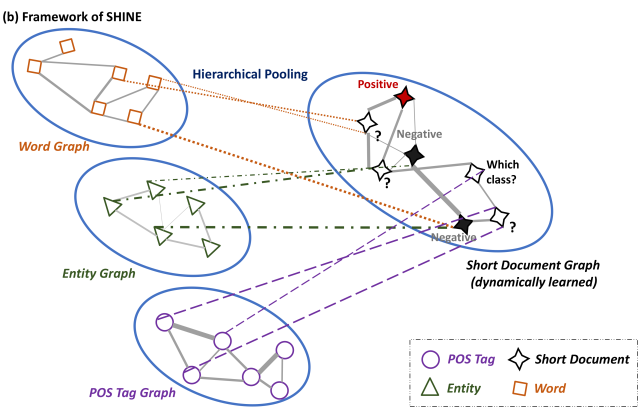 (b) Framework of SHINE
Hierarchical Pooling
Positive
Word Graph
?
Negative
?
Which
class?
?
Negative
Entity Graph
Short Document Graph
(dynamically learned)
POS Tag Graph
POS Tag
Short Document
Entity
Word